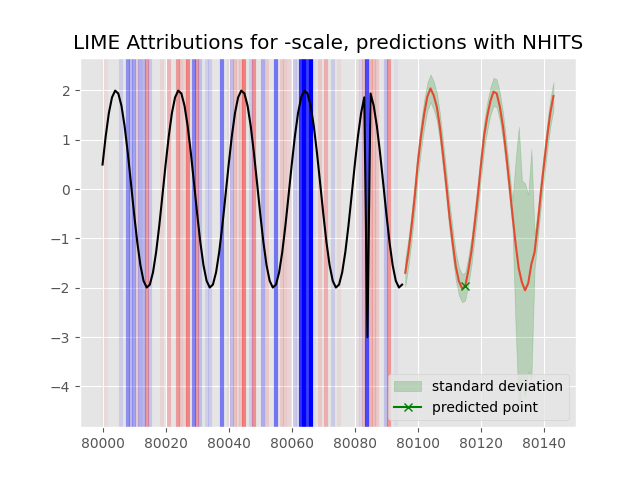 LIME Attributions for -scale, predictions with NHITS
2
1
0
−1
−2
−3
−4
standard deviation
predicted point
80000 80020 80040 80060 80080 80100 80120 80140